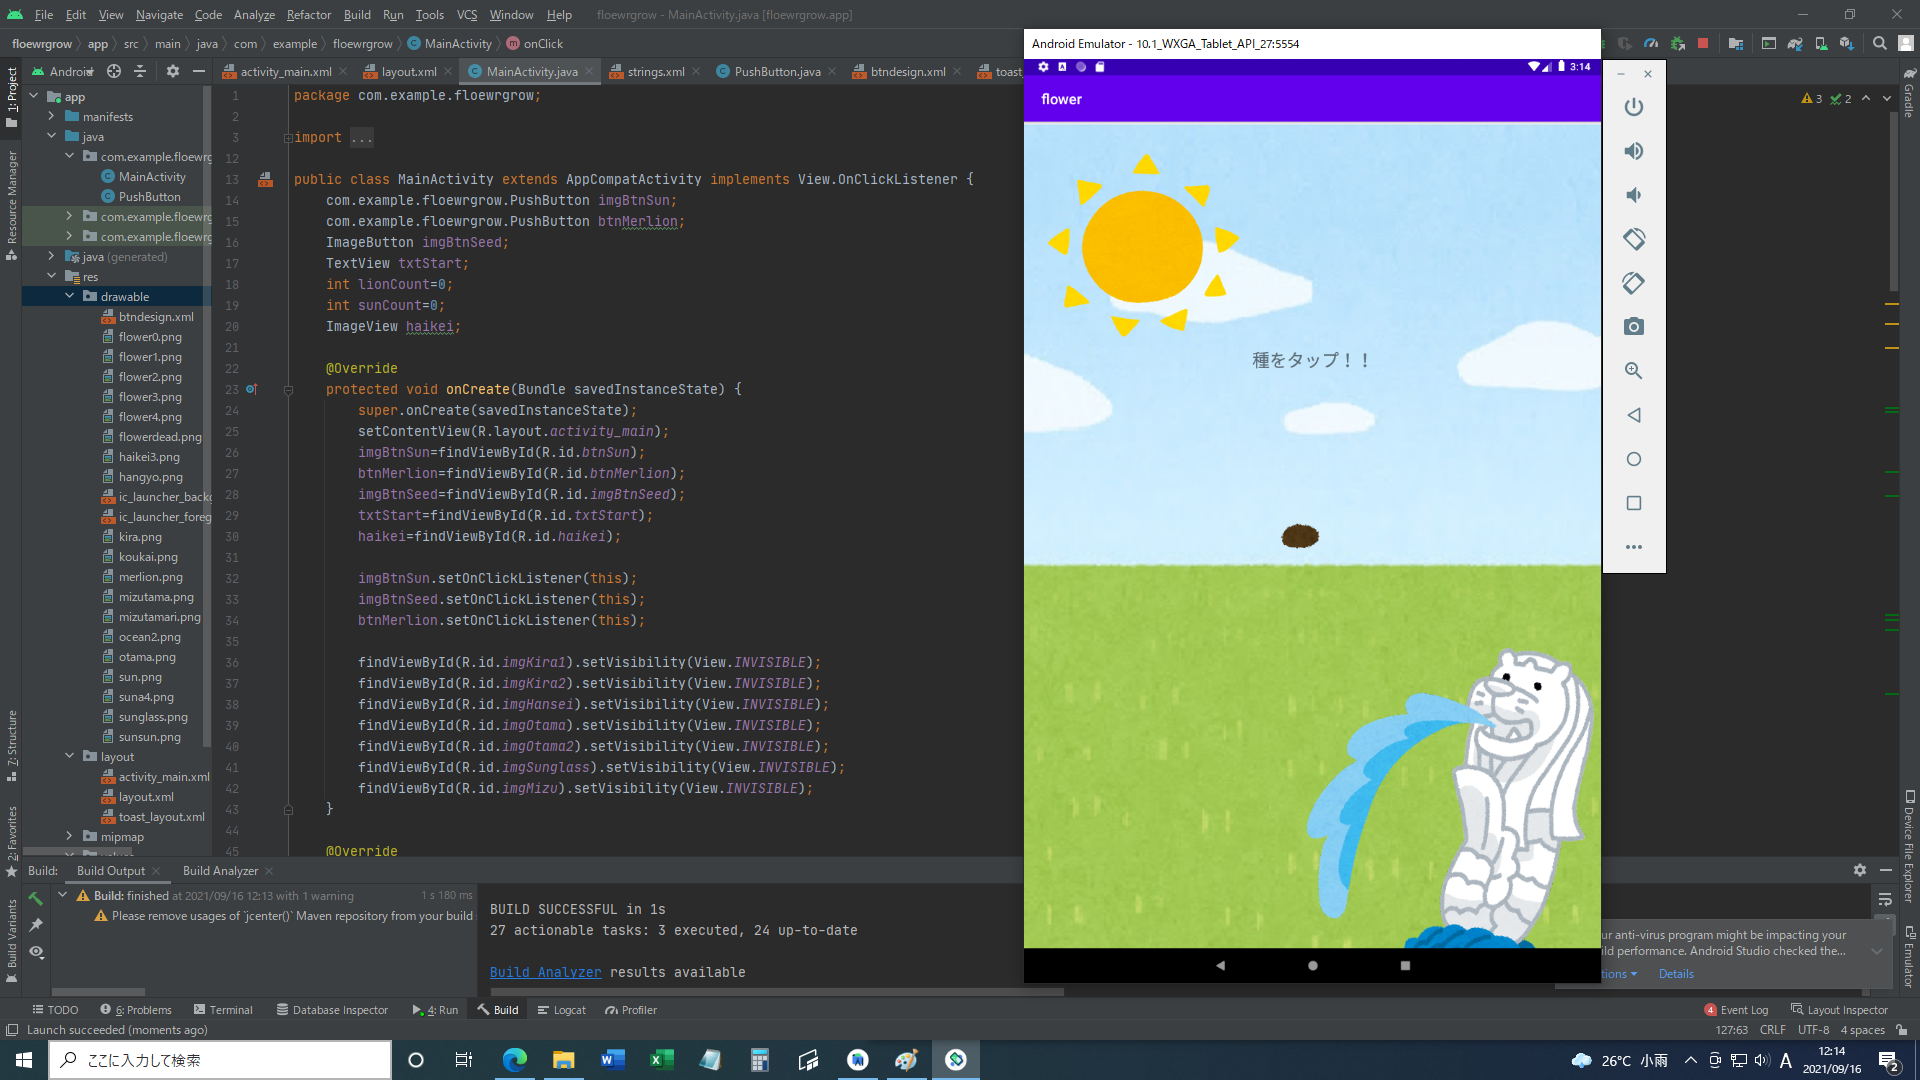 File Edit View Navigate Code Analyze Refactor Build Run Tools VCS Window Help floewrgrow - MainActivity.java [floewrgrow.app]
floewrgrow app src main java com example floewrgrow MainActivity onClick
Android
activity_main.xml layout.xml MainActivity.java strings.xml PushButton.java btndesign.xml toast
1: Project
Resource Manager
7: Structure
2: Favorites
Build Variants
app
manifests
java
com.example.floewrg
MainActivity
PushButton
com.example.floewrg
com.example.floewrg
java (generated)
res
drawable
btndesign.xml
flower0.png
flower1.png
flower2.png
flower3.png
flower4.png
flowerdead.png
haikei3.png
hangyo.png
ic_launcher_backg
ic_launcher_foreg
kira.png
koukai.png
merlion.png
mizutama.png
mizutamari.png
ocean2.png
otama.png
sun.png
suna4.png
sunglass.png
sunsun.png
layout
activity_main.xml
layout.xml
toast_layout.xml
mipmap
1 package com.example.floewrgrow;
2
3 import ...
12
13 public class MainActivity extends AppCompatActivity implements View.OnClickListener {
14 com.example.floewrgrow.PushButton imgBtnSun;
15 com.example.floewrgrow.PushButton btnMerlion;
16 ImageButton imgBtnSeed;
17 TextView txtStart;
18 int lionCount=0;
19 int sunCount=0;
20 ImageView haikei;
21
22 @Override
23 protected void onCreate(Bundle savedInstanceState) {
24 super.onCreate(savedInstanceState);
25 setContentView(R.layout.activity_main);
26 imgBtnSun=findViewById(R.id.btnSun);
27 btnMerlion=findViewById(R.id.btnMerlion);
28 imgBtnSeed=findViewById(R.id.imgBtnSeed);
29 txtStart=findViewById(R.id.txtStart);
30 haikei=findViewById(R.id.haikei);
31
32 imgBtnSun.setOnClickListener(this);
33 imgBtnSeed.setOnClickListener(this);
34 btnMerlion.setOnClickListener(this);
35
36 findViewById(R.id.imgKira1).setVisibility(View.INVISIBLE);
37 findViewById(R.id.imgKira2).setVisibility(View.INVISIBLE);
38 findViewById(R.id.imgHansei).setVisibility(View.INVISIBLE);
39 findViewById(R.id.imgOtama).setVisibility(View.INVISIBLE);
40 findViewById(R.id.imgOtama2).setVisibility(View.INVISIBLE);
41 findViewById(R.id.imgSunglass).setVisibility(View.INVISIBLE);
42 findViewById(R.id.imgMizu).setVisibility(View.INVISIBLE);
43 }
44
45 @Override
Android Emulator - 10.1_WXGA_Tablet_API_27:5554
3:14
flower
種をタップ！！
3 2
Gradle
Device File Explorer
Emulator
Build: Build Output Build Analyzer
Build: finished at 2021/09/16 12:13 with 1 warning 1 s 180 ms
Please remove usages of `jcenter()` Maven repository from your build
BUILD SUCCESSFUL in 1s
27 actionable tasks: 3 executed, 24 up-to-date
Build Analyzer results available
ur anti-virus program might be impacting your
ild performance. Android Studio checked the...
tions Details
TODO 6: Problems Terminal Database Inspector 4: Run Build Logcat Profiler 4 Event Log Layout Inspector
Launch succeeded (moments ago) 127:63 CRLF UTF-8 4 spaces
ここに入力して検索
26°C 小雨 A 12:14
2021/09/16 2